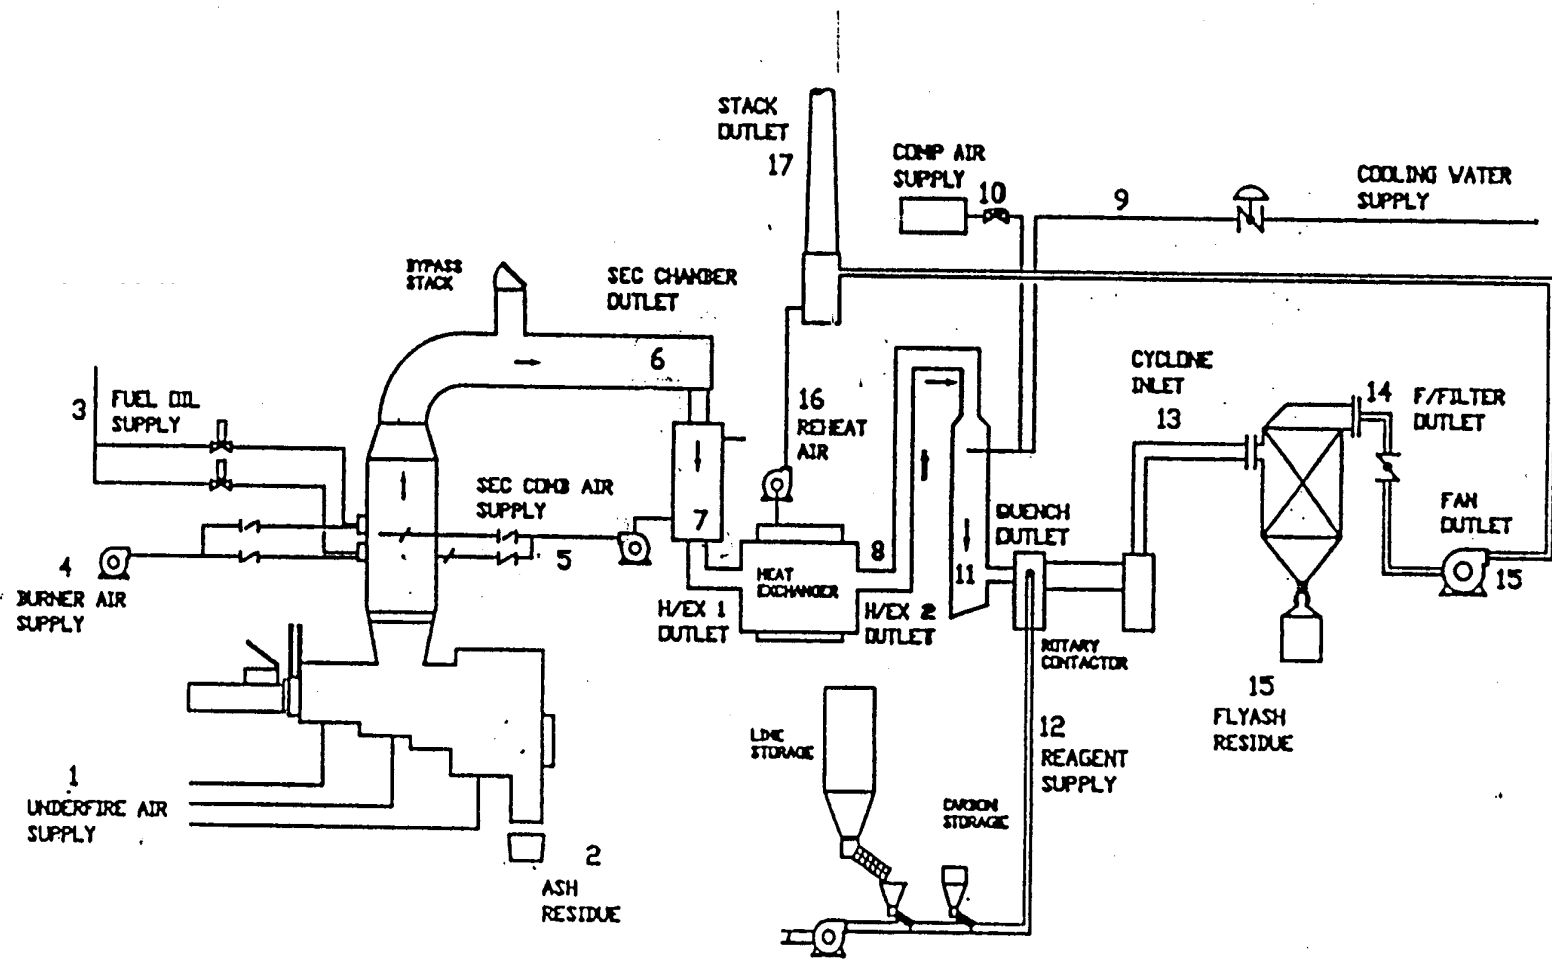 STACK
OUTLET
17
COMP AIR
SUPPLY
10
9
COOLING WATER
SUPPLY
BYPASS
STACK
SEC CHAMBER
OUTLET
6
3
FUEL OIL
SUPPLY
16
REHEAT
AIR
CYCLONE
INLET
13
14
F/FILTER
OUTLET
SEC COMB AIR
SUPPLY
5
7
8
QUENCH
OUTLET
11
FAN
OUTLET
15
4
BURNER AIR
SUPPLY
HEAT
EXCHANGER
H/EX 1
OUTLET
H/EX 2
OUTLET
ROTARY
CONTACTOR
15
FLYASH
RESIDUE
LIME
STORAGE
12
REAGENT
SUPPLY
CARBON
STORAGE
1
UNDERFIRE AIR
SUPPLY
2
ASH
RESIDUE